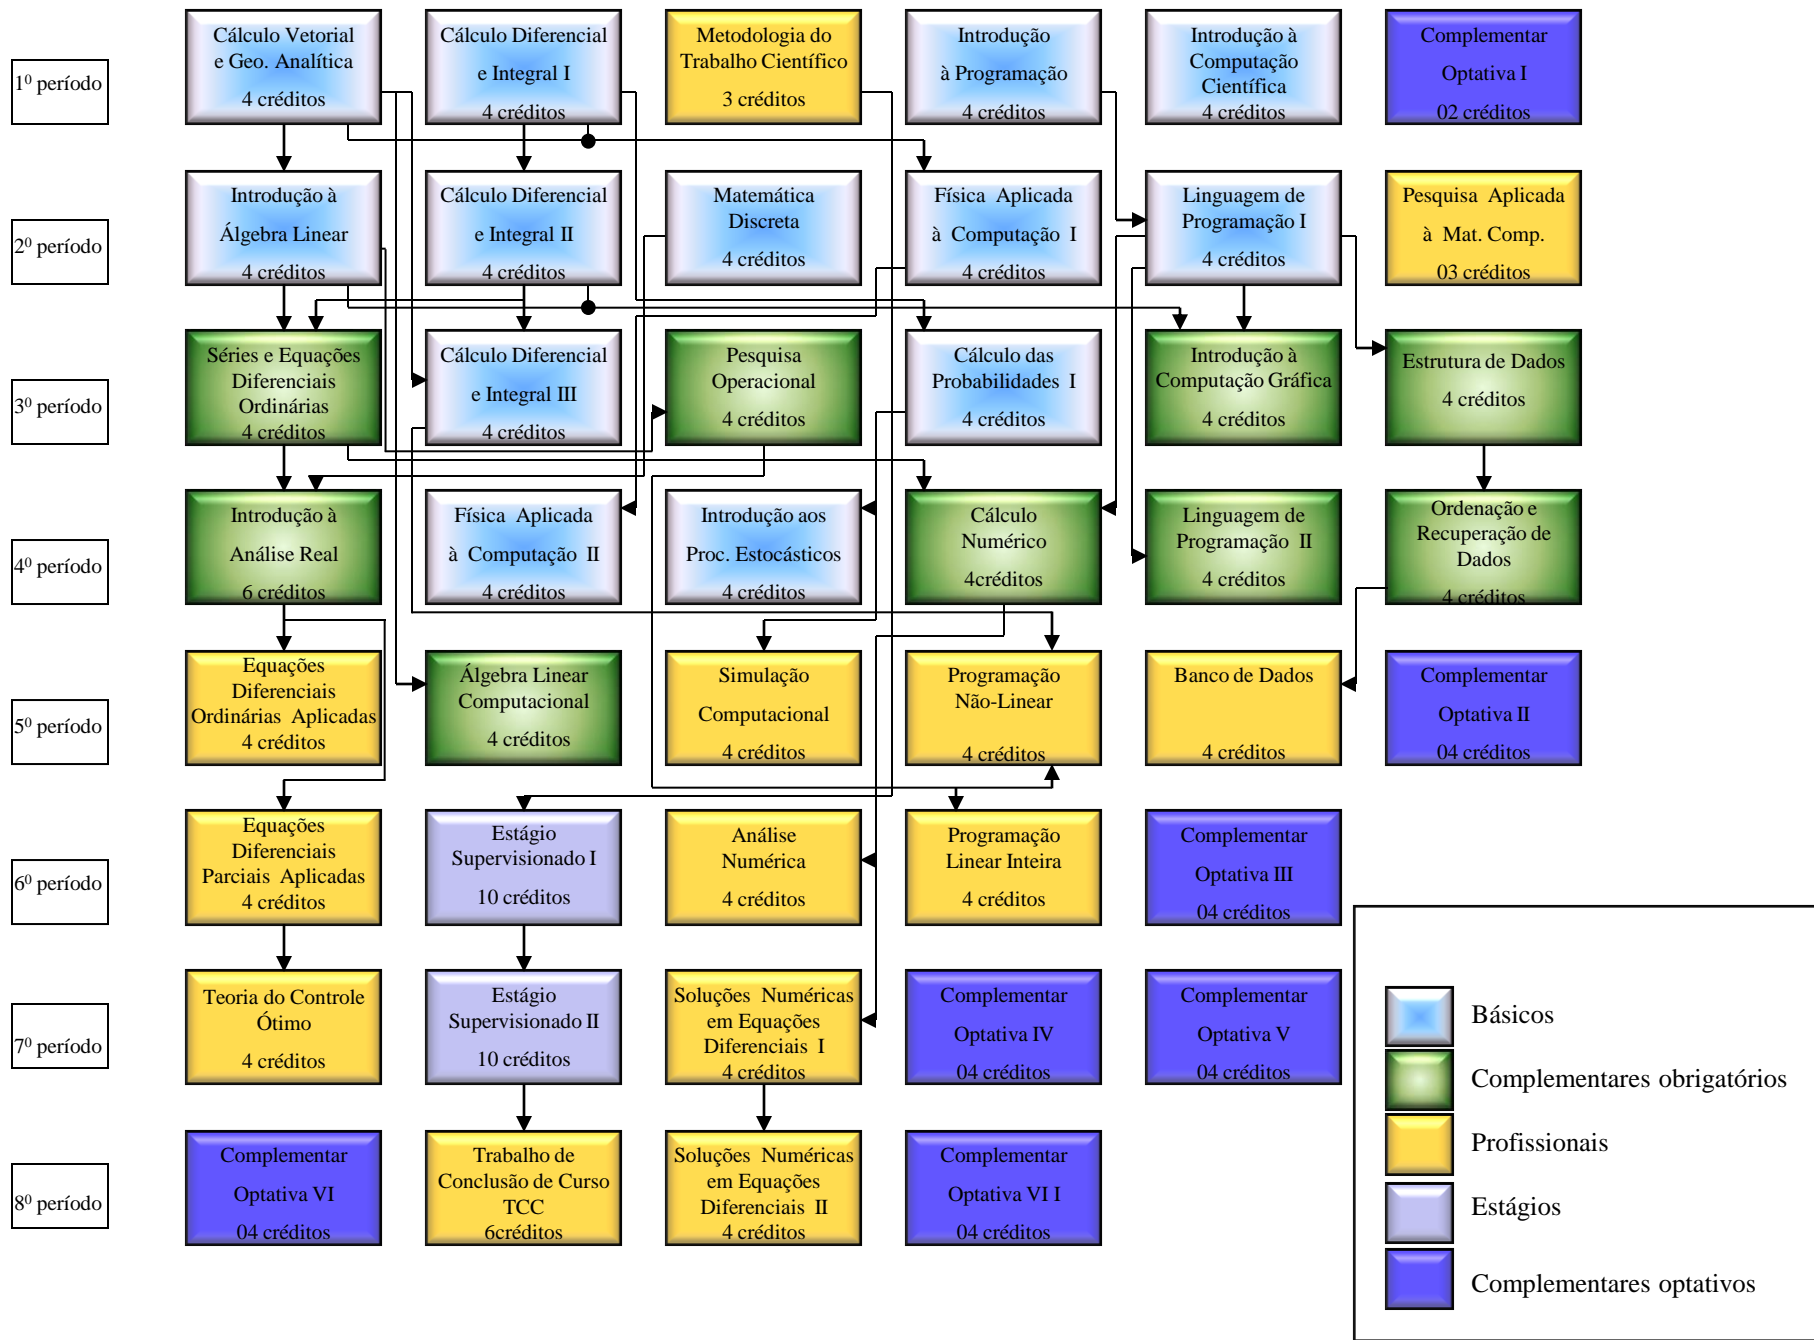 1⁰ período
Cálculo Vetorial
e Geo. Analítica
4 créditos
Cálculo Diferencial
e Integral I
4 créditos
Metodologia do
Trabalho Científico
3 créditos
Introdução
à Programação
4 créditos
Introdução à
Computação
Científica
4 créditos
Complementar
Optativa I
02 créditos
2⁰ período
Introdução à
Álgebra Linear
4 créditos
Cálculo Diferencial
e Integral II
4 créditos
Matemática
Discreta
4 créditos
Física Aplicada
à Computação I
4 créditos
Linguagem de
Programação I
4 créditos
Pesquisa Aplicada
à Mat. Comp.
03 créditos
3⁰ período
Séries e Equações
Diferenciais
Ordinárias
4 créditos
Cálculo Diferencial
e Integral III
4 créditos
Pesquisa
Operacional
4 créditos
Cálculo das
Probabilidades I
4 créditos
Introdução à
Computação Gráfica
4 créditos
Estrutura de Dados
4 créditos
4⁰ período
Introdução à
Análise Real
6 créditos
Física Aplicada
à Computação II
4 créditos
Introdução aos
Proc. Estocásticos
4 créditos
Cálculo
Numérico
4créditos
Linguagem de
Programação II
4 créditos
Ordenação e
Recuperação de
Dados
4 créditos
5⁰ período
Equações
Diferenciais
Ordinárias Aplicadas
4 créditos
Álgebra Linear
Computacional
4 créditos
Simulação
Computacional
4 créditos
Programação
Não-Linear
4 créditos
Banco de Dados
4 créditos
Complementar
Optativa II
04 créditos
6⁰ período
Equações
Diferenciais
Parciais Aplicadas
4 créditos
Estágio
Supervisionado I
10 créditos
Análise
Numérica
4 créditos
Programação
Linear Inteira
4 créditos
Complementar
Optativa III
04 créditos
7⁰ período
Teoria do Controle
Ótimo
4 créditos
Estágio
Supervisionado II
10 créditos
Soluções Numéricas
em Equações
Diferenciais I
4 créditos
Complementar
Optativa IV
04 créditos
Complementar
Optativa V
04 créditos
8⁰ período
Complementar
Optativa VI
04 créditos
Trabalho de
Conclusão de Curso
TCC
6créditos
Soluções Numéricas
em Equações
Diferenciais II
4 créditos
Complementar
Optativa VI I
04 créditos
Básicos
Complementares obrigatórios
Profissionais
Estágios
Complementares optativos